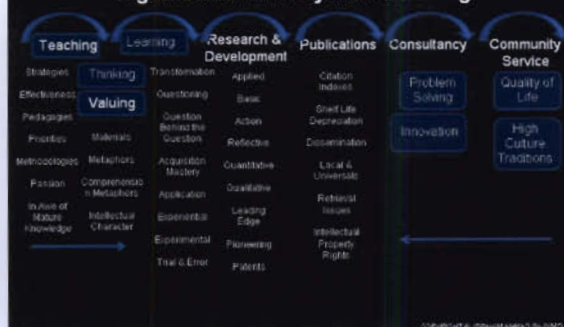 Teaching
Learning
Research &
Development
Publications
Consultancy
Community
Service
Strategies
Effectiveness
Pedagogies
Priorities
Methodologies
Passion
In Awe of
Mature
Knowledge
Thinking
Valuing
Materials
Metaphors
Comprehensio
n Metaphors
Intellectual
Character
Transformation
Questioning
Question
Behind the
Question
Acquisition
Mastery
Application
Experiential
Experimental
Trial & Error
Applied
Basic
Action
Reflective
Quantitative
Qualitative
Leading
Edge
Pioneering
Patents
Citation
Indexes
Shelf Life
Depreciation
Dissemination
Local &
Universals
Retrieval
Issues
Intellectual
Property
Rights
Problem
Solving
Innovation
Quality of
Life
High
Culture
Traditions